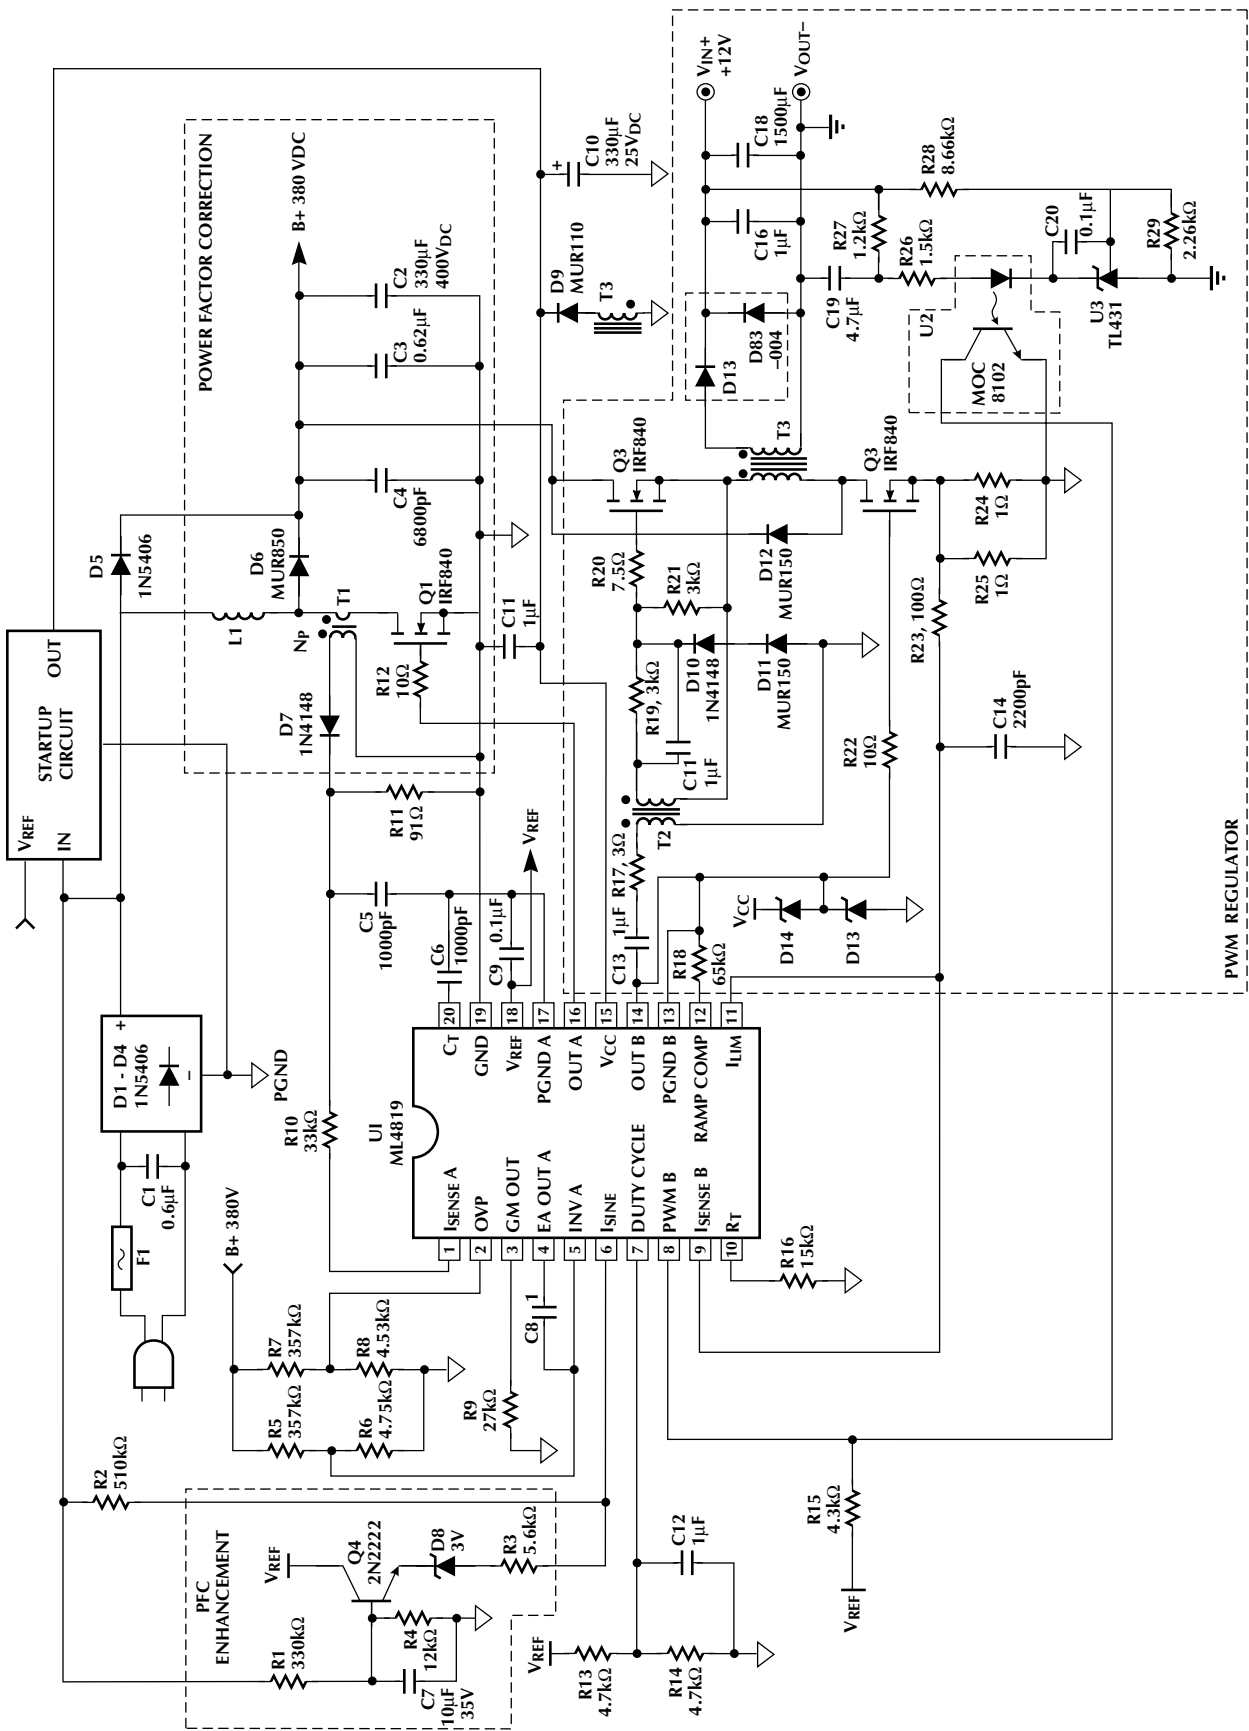 STARTUP
CIRCUIT
VREF
IN
OUT
D1 - D4
1N5406
+
−
PGND
F1
C1
0.6µF
B+ 380V
D5
1N5406
POWER FACTOR CORRECTION
B+ 380 VDC
L1
D6
MUR850
NP
T1
D7
1N4148
R12
10Ω
Q1
IRF840
C4
6800pF
C3
0.62µF
C2
330µF
400VDC
C11
1µF
R11
91Ω
C5
1000pF
C6
1000pF
C9
0.1µF
VREF
R10
33kΩ
D9
MUR110
T3
+
C10
330µF
25VDC
R2
510kΩ
R5
357kΩ
R7
357kΩ
R6
4.75kΩ
R8
4.53kΩ
R9
27kΩ
C8
1
PFC
ENHANCEMENT
R1
330kΩ
VREF
Q4
2N2222
D8
3V
R3
5.6kΩ
R4
12kΩ
C7
10µF
35V
VREF
R13
4.7kΩ
R14
4.7kΩ
C12
1µF
VREF
R15
4.3kΩ
R16
15kΩ
UI
ML4819
1
ISENSE A
2
OVP
3
GM OUT
4
EA OUT A
5
INV A
6
ISINE
7
DUTY CYCLE
8
PWM B
9
ISENSE B
10
RT
20
CT
19
GND
18
VREF
17
PGND A
16
OUT A
15
VCC
14
OUT B
13
PGND B
12
RAMP COMP
11
ILIM
PWM REGULATOR
C13
1µF
R17, 3Ω
T2
R18
65kΩ
VCC
D14
D13
C11
1µF
R19, 3kΩ
R20
7.5Ω
R21
3kΩ
D10
1N4148
D11
MUR150
D12
MUR150
R22
10Ω
Q3
IRF840
T3
Q3
IRF840
R23, 100Ω
R24
1Ω
R25
1Ω
C14
2200pF
D13
D83
–004
C16
1µF
C18
1500µF
VIN+
+12V
VOUT–
C19
4.7µF
R27
1.2kΩ
R26
1.5kΩ
R28
8.66kΩ
C20
0.1µF
R29
2.26kΩ
U3
TL431
U2
MOC
8102